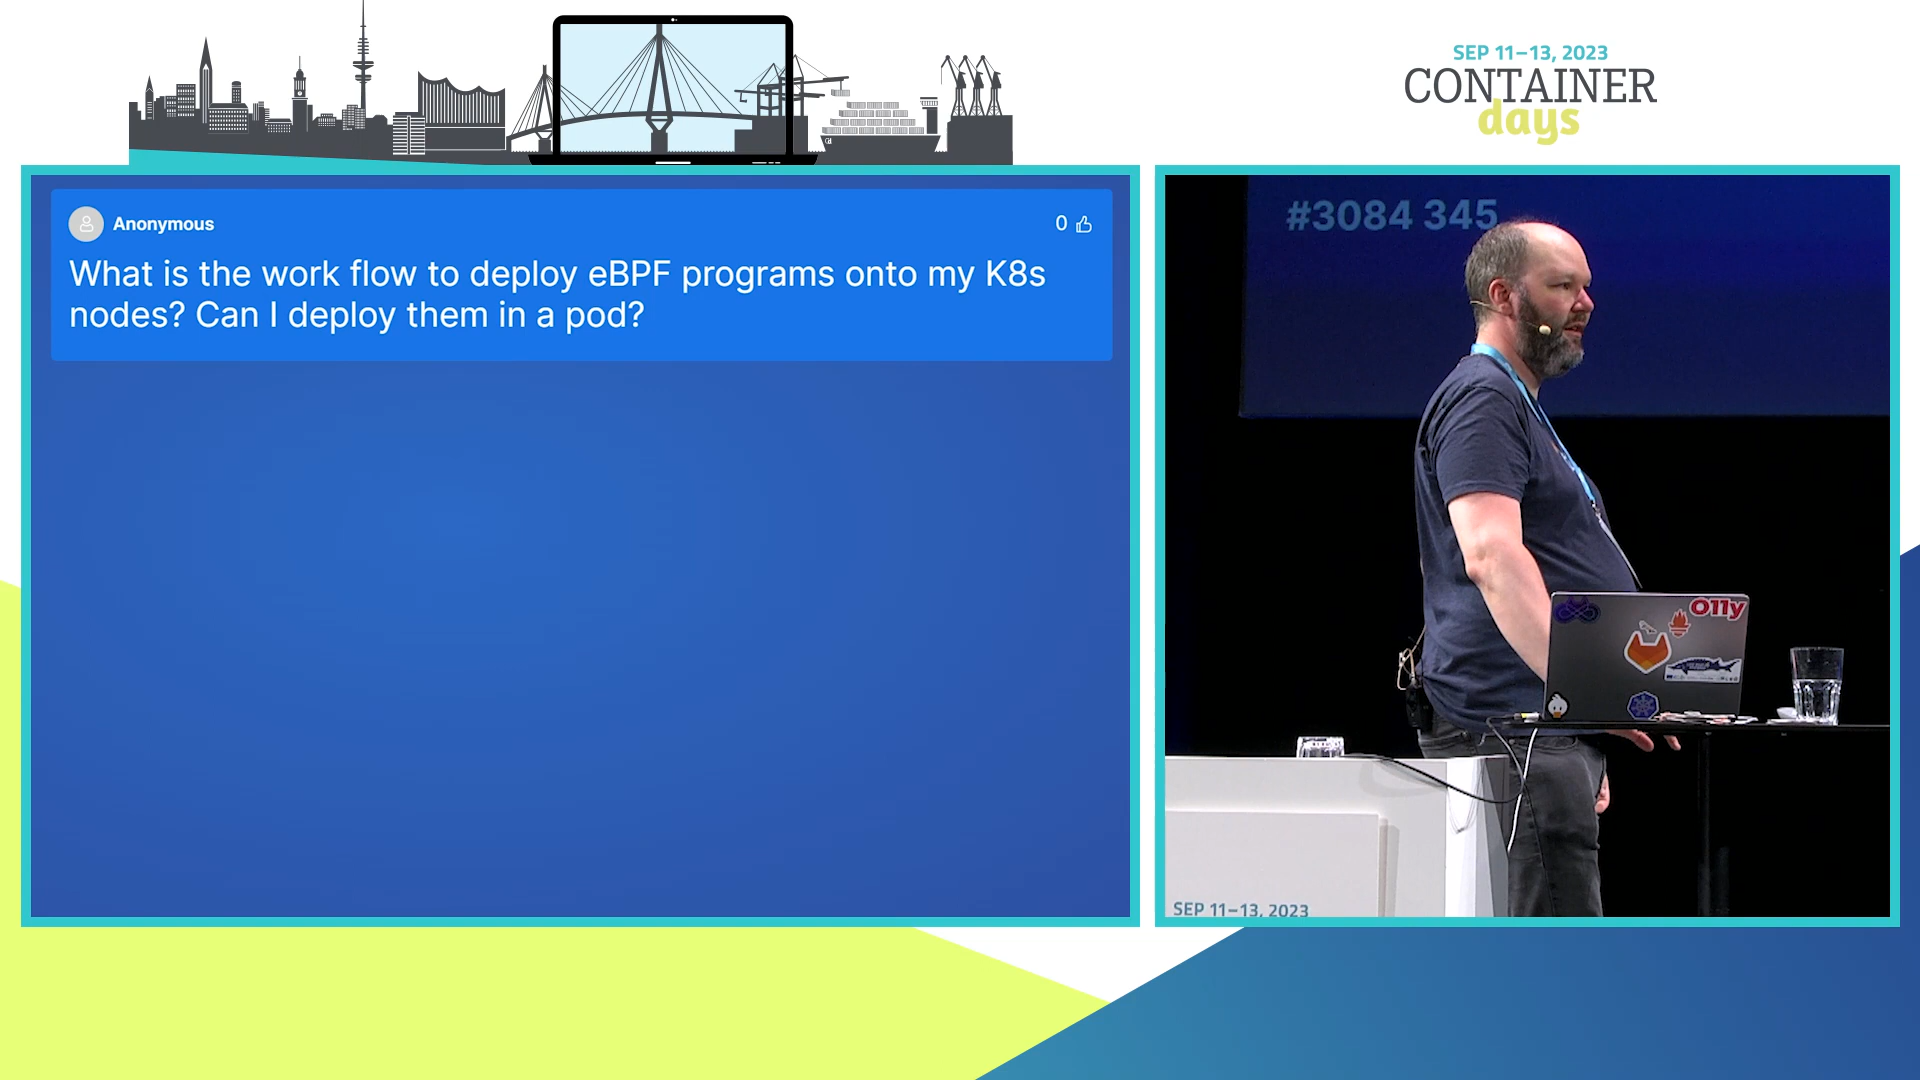 SEP 11–13, 2023
CONTAINER
days
Anonymous
0
What is the work flow to deploy eBPF programs onto my K8s
nodes? Can I deploy them in a pod?
#3084 345
O11y
SEP 11–13, 2023